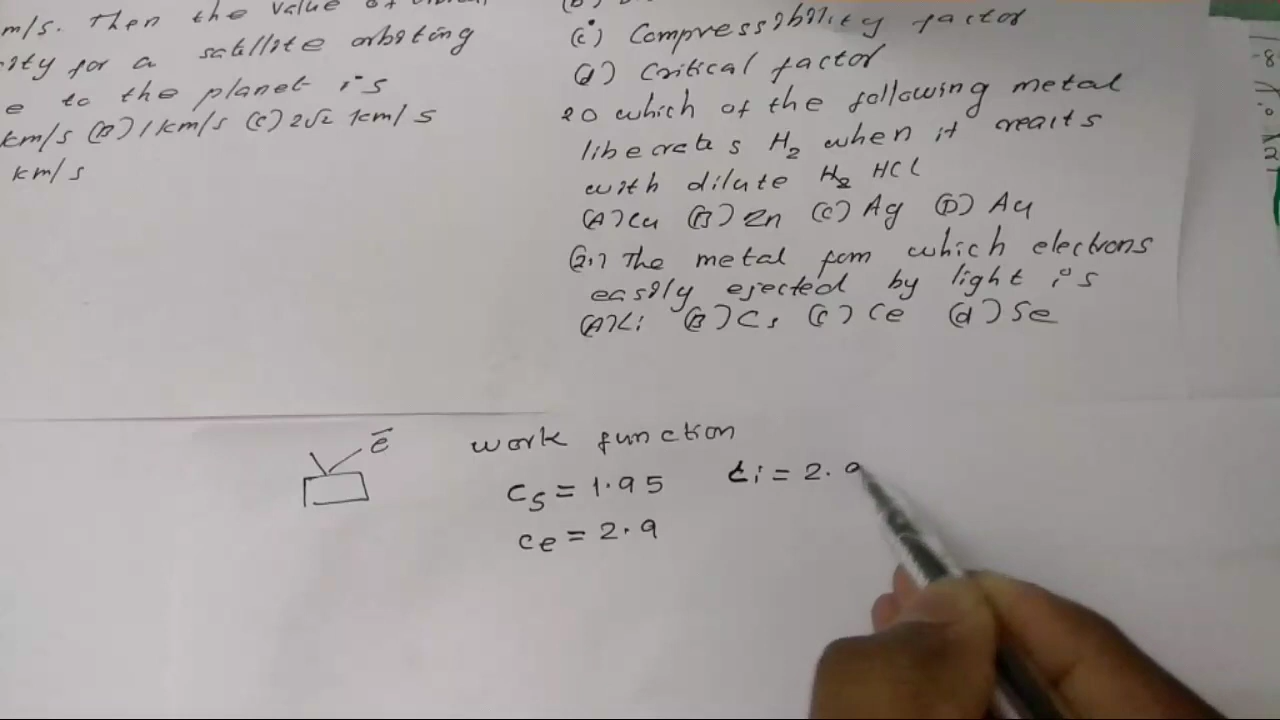 m/s. Then the value of
ity for a satellite orbiting
e to the planet is
km/s (B) 1 km/s (C) 2√2 km/s
km/s
(c) Compressibility factor
(d) Critical factor
20 which of the following metal
liberates H2 when it reacts
with dilute H2 HCl
(A) Cu (B) Zn (C) Ag (D) Au
(21) The metal fom which electrons
easily ejected by light is
(A) Li (B) Cs (C) Ce (d) Se
work function
e̅
Cs = 1.95 Li = 2.9
Ce = 2.9